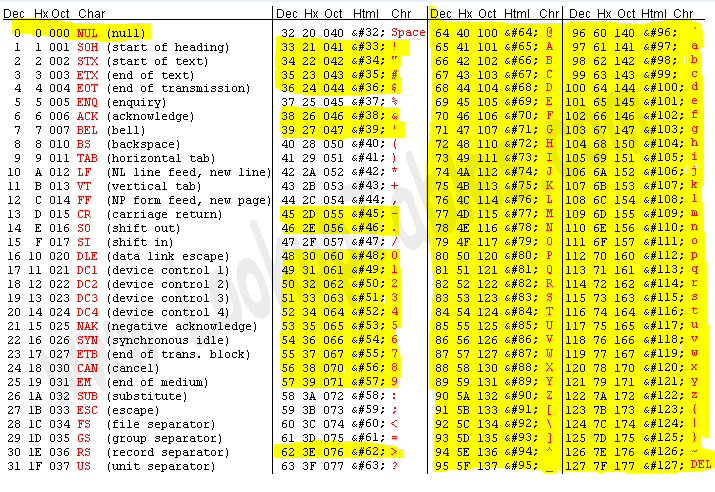 Dec Hx Oct Char Dec Hx Oct Html Chr Dec Hx Oct Html Chr Dec Hx Oct Html Chr
0 0 000 NUL (null) 32 20 040 &#32; Space 64 40 100 &#64; @ 96 60 140 &#96; `
1 1 001 SOH (start of heading) 33 21 041 &#33; ! 65 41 101 &#65; A 97 61 141 &#97; a
2 2 002 STX (start of text) 34 22 042 &#34; " 66 42 102 &#66; B 98 62 142 &#98; b
3 3 003 ETX (end of text) 35 23 043 &#35; # 67 43 103 &#67; C 99 63 143 &#99; c
4 4 004 EOT (end of transmission) 36 24 044 &#36; $ 68 44 104 &#68; D 100 64 144 &#100; d
5 5 005 ENQ (enquiry) 37 25 045 &#37; % 69 45 105 &#69; E 101 65 145 &#101; e
6 6 006 ACK (acknowledge) 38 26 046 &#38; & 70 46 106 &#70; F 102 66 146 &#102; f
7 7 007 BEL (bell) 39 27 047 &#39; ' 71 47 107 &#71; G 103 67 147 &#103; g
8 8 010 BS (backspace) 40 28 050 &#40; ( 72 48 110 &#72; H 104 68 150 &#104; h
9 9 011 TAB (horizontal tab) 41 29 051 &#41; ) 73 49 111 &#73; I 105 69 151 &#105; i
10 A 012 LF (NL line feed, new line) 42 2A 052 &#42; * 74 4A 112 &#74; J 106 6A 152 &#106; j
11 B 013 VT (vertical tab) 43 2B 053 &#43; + 75 4B 113 &#75; K 107 6B 153 &#107; k
12 C 014 FF (NP form feed, new page) 44 2C 054 &#44; , 76 4C 114 &#76; L 108 6C 154 &#108; l
13 D 015 CR (carriage return) 45 2D 055 &#45; - 77 4D 115 &#77; M 109 6D 155 &#109; m
14 E 016 SO (shift out) 46 2E 056 &#46; . 78 4E 116 &#78; N 110 6E 156 &#110; n
15 F 017 SI (shift in) 47 2F 057 &#47; / 79 4F 117 &#79; O 111 6F 157 &#111; o
16 10 020 DLE (data link escape) 48 30 060 &#48; 0 80 50 120 &#80; P 112 70 160 &#112; p
17 11 021 DC1 (device control 1) 49 31 061 &#49; 1 81 51 121 &#81; Q 113 71 161 &#113; q
18 12 022 DC2 (device control 2) 50 32 062 &#50; 2 82 52 122 &#82; R 114 72 162 &#114; r
19 13 023 DC3 (device control 3) 51 33 063 &#51; 3 83 53 123 &#83; S 115 73 163 &#115; s
20 14 024 DC4 (device control 4) 52 34 064 &#52; 4 84 54 124 &#84; T 116 74 164 &#116; t
21 15 025 NAK (negative acknowledge) 53 35 065 &#53; 5 85 55 125 &#85; U 117 75 165 &#117; u
22 16 026 SYN (synchronous idle) 54 36 066 &#54; 6 86 56 126 &#86; V 118 76 166 &#118; v
23 17 027 ETB (end of trans. block) 55 37 067 &#55; 7 87 57 127 &#87; W 119 77 167 &#119; w
24 18 030 CAN (cancel) 56 38 070 &#56; 8 88 58 130 &#88; X 120 78 170 &#120; x
25 19 031 EM (end of medium) 57 39 071 &#57; 9 89 59 131 &#89; Y 121 79 171 &#121; y
26 1A 032 SUB (substitute) 58 3A 072 &#58; : 90 5A 132 &#90; Z 122 7A 172 &#122; z
27 1B 033 ESC (escape) 59 3B 073 &#59; ; 91 5B 133 &#91; [ 123 7B 173 &#123; {
28 1C 034 FS (file separator) 60 3C 074 &#60; < 92 5C 134 &#92; \ 124 7C 174 &#124; |
29 1D 035 GS (group separator) 61 3D 075 &#61; = 93 5D 135 &#93; ] 125 7D 175 &#125; }
30 1E 036 RS (record separator) 62 3E 076 &#62; > 94 5E 136 &#94; ^ 126 7E 176 &#126; ~
31 1F 037 US (unit separator) 63 3F 077 &#63; ? 95 5F 137 &#95; _ 127 7F 177 &#127; DEL